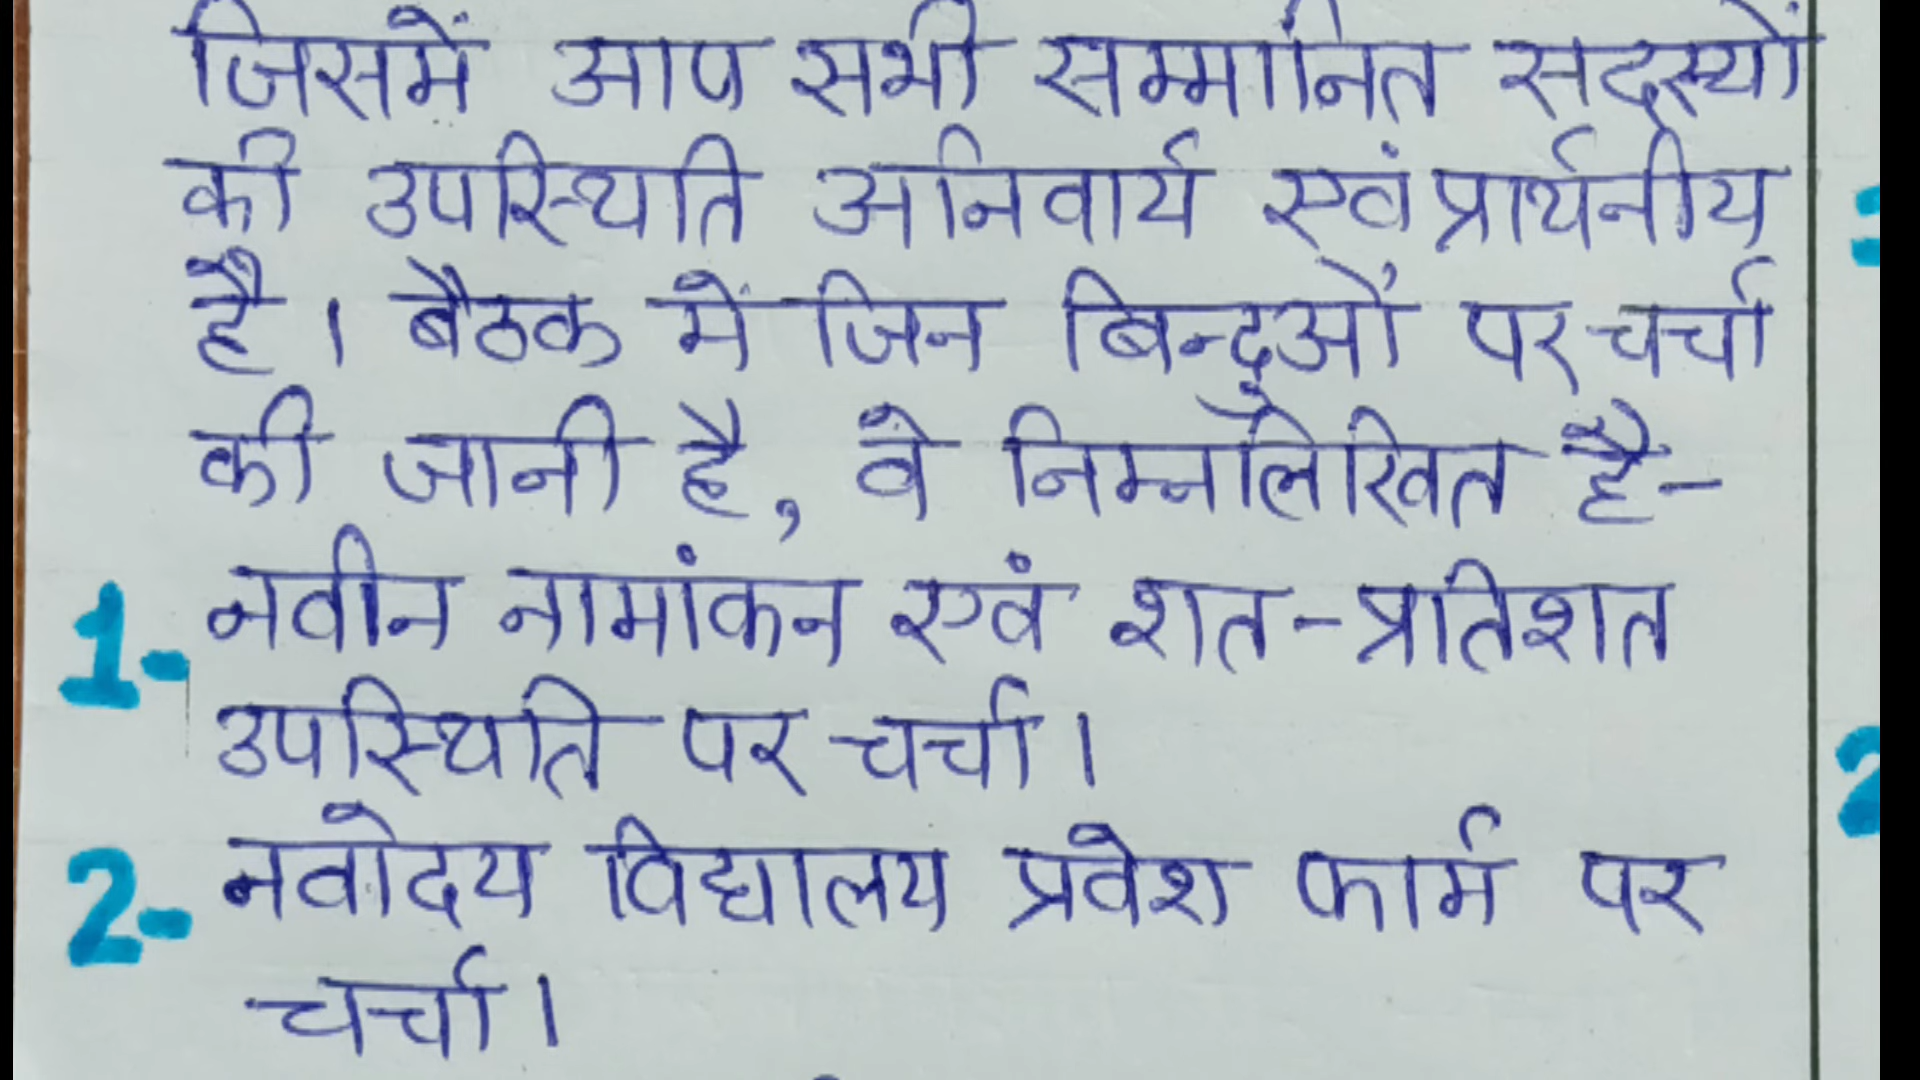 जिसमें आप सभी सम्मानित सदस्यों
की उपस्थिति अनिवार्य एवं प्रार्थनीय
है। बैठक में जिन बिन्दुओं पर चर्चा
की जानी है, वे निम्नलिखित है-
1- नवीन नामांकन एवं शत-प्रतिशत
उपस्थिति पर चर्चा।
2- नवोदय विद्यालय प्रवेश फार्म पर
चर्चा।
2